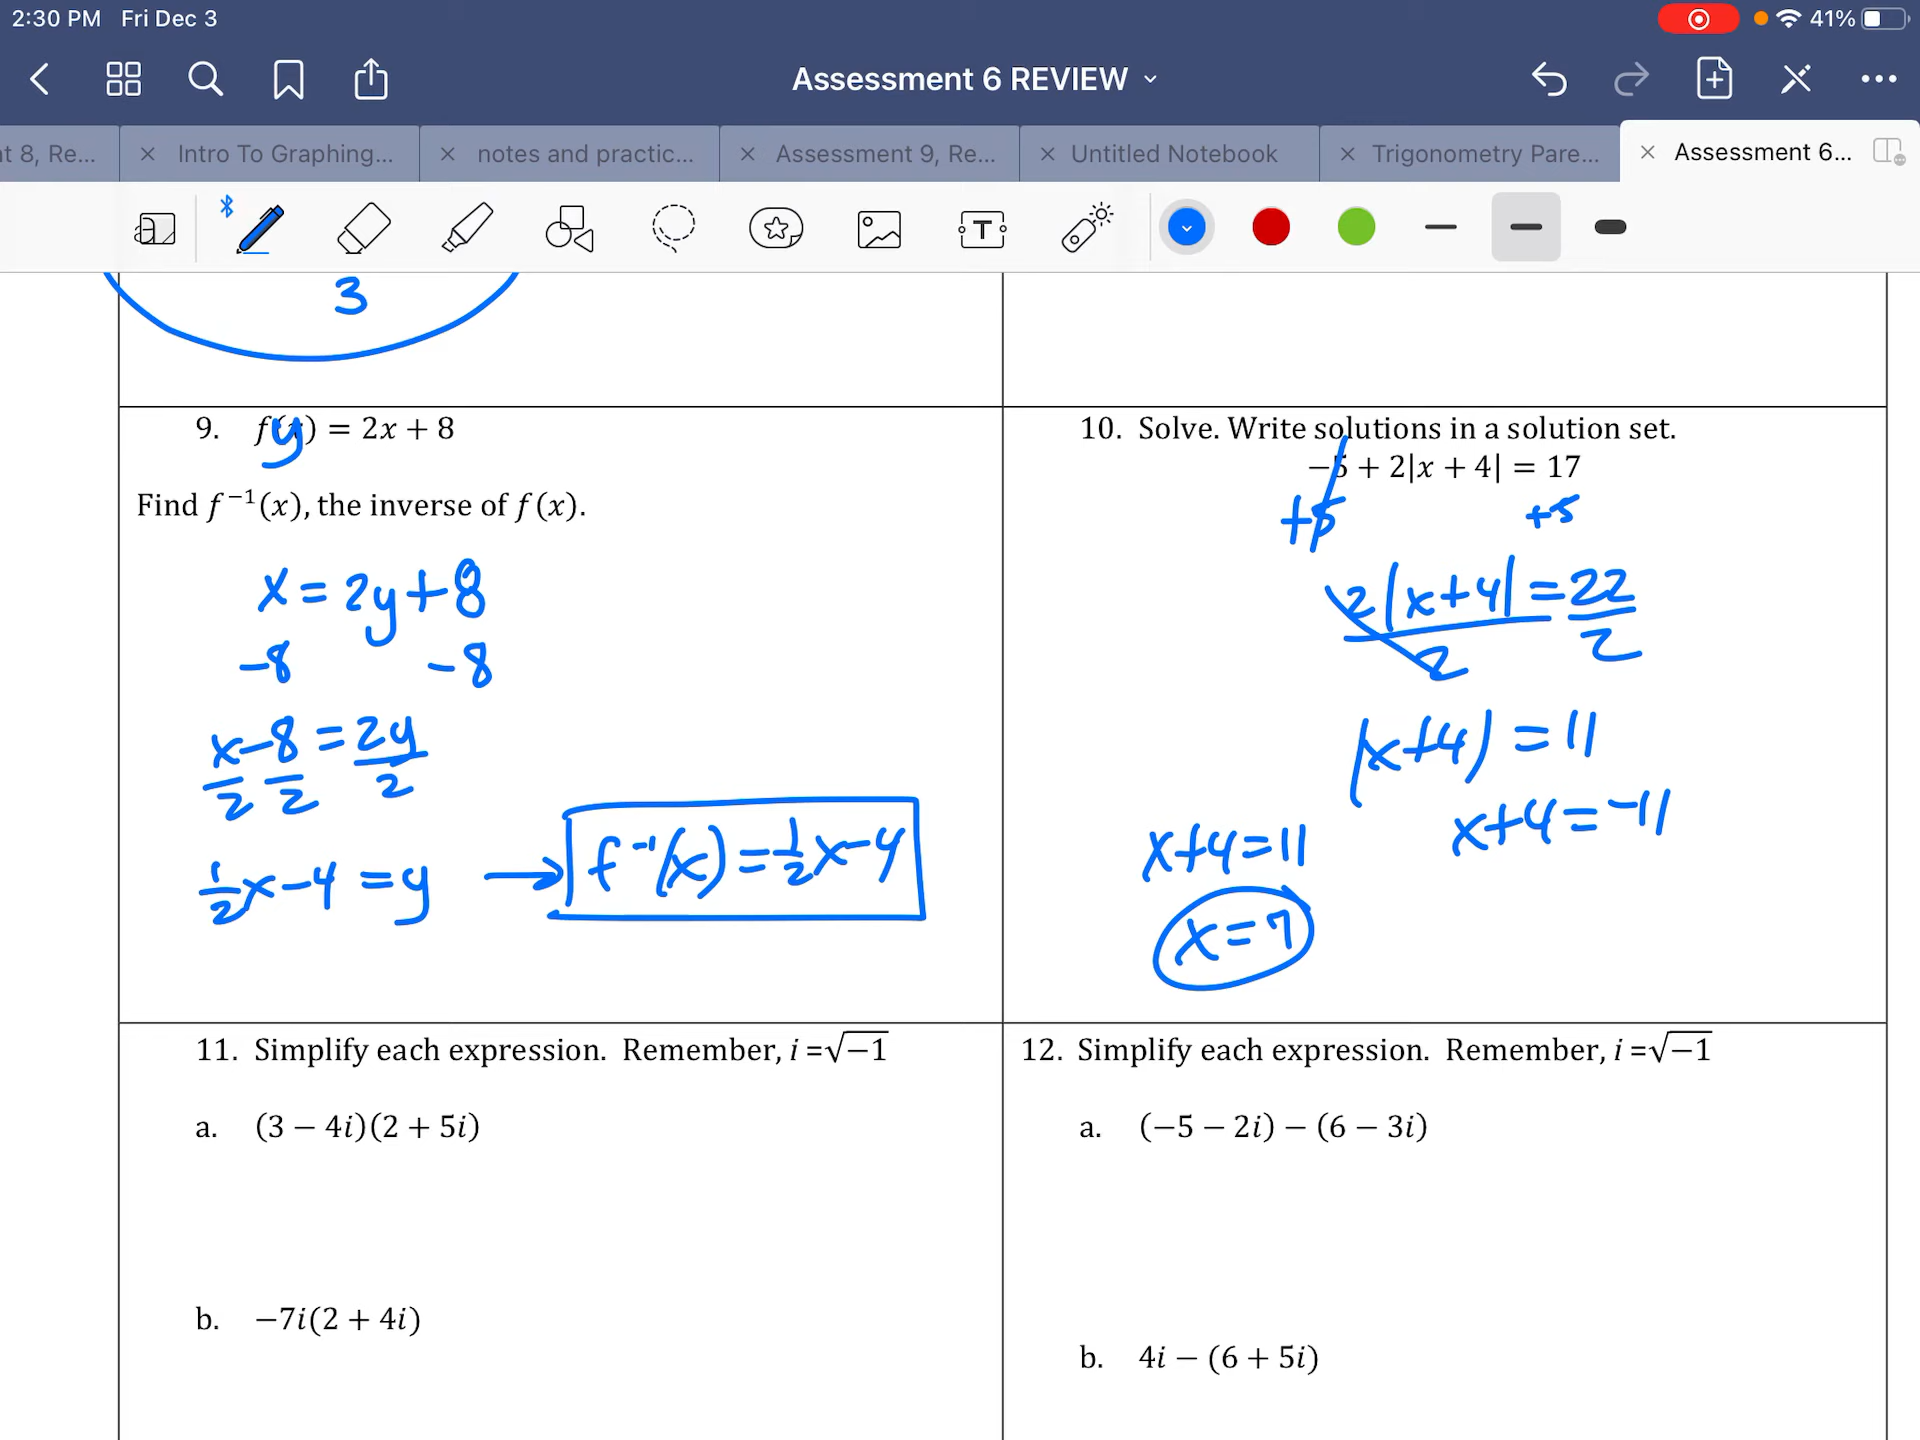 2:30 PM Fri Dec 3
41%
Assessment 6 REVIEW
t 8, Re...
Intro To Graphing...
notes and practic...
Assessment 9, Re...
Untitled Notebook
Trigonometry Pare...
Assessment 6...
3
9. f(x) = 2x + 8
y
Find f⁻¹(x), the inverse of f(x).
x = 2y + 8
-8 -8
x/2 - 8/2 = 2y/2
1/2 x - 4 = y → f⁻¹(x) = 1/2 x - 4
10. Solve. Write solutions in a solution set.
−5 + 2|x + 4| = 17
+5 +5
2|x+4|/2 = 22/2
|x+4| = 11
x+4 = 11 x+4 = -11
x = 7
11. Simplify each expression. Remember, i = √−1
a. (3 − 4i)(2 + 5i)
b. −7i(2 + 4i)
12. Simplify each expression. Remember, i = √−1
a. (−5 − 2i) − (6 − 3i)
b. 4i − (6 + 5i)